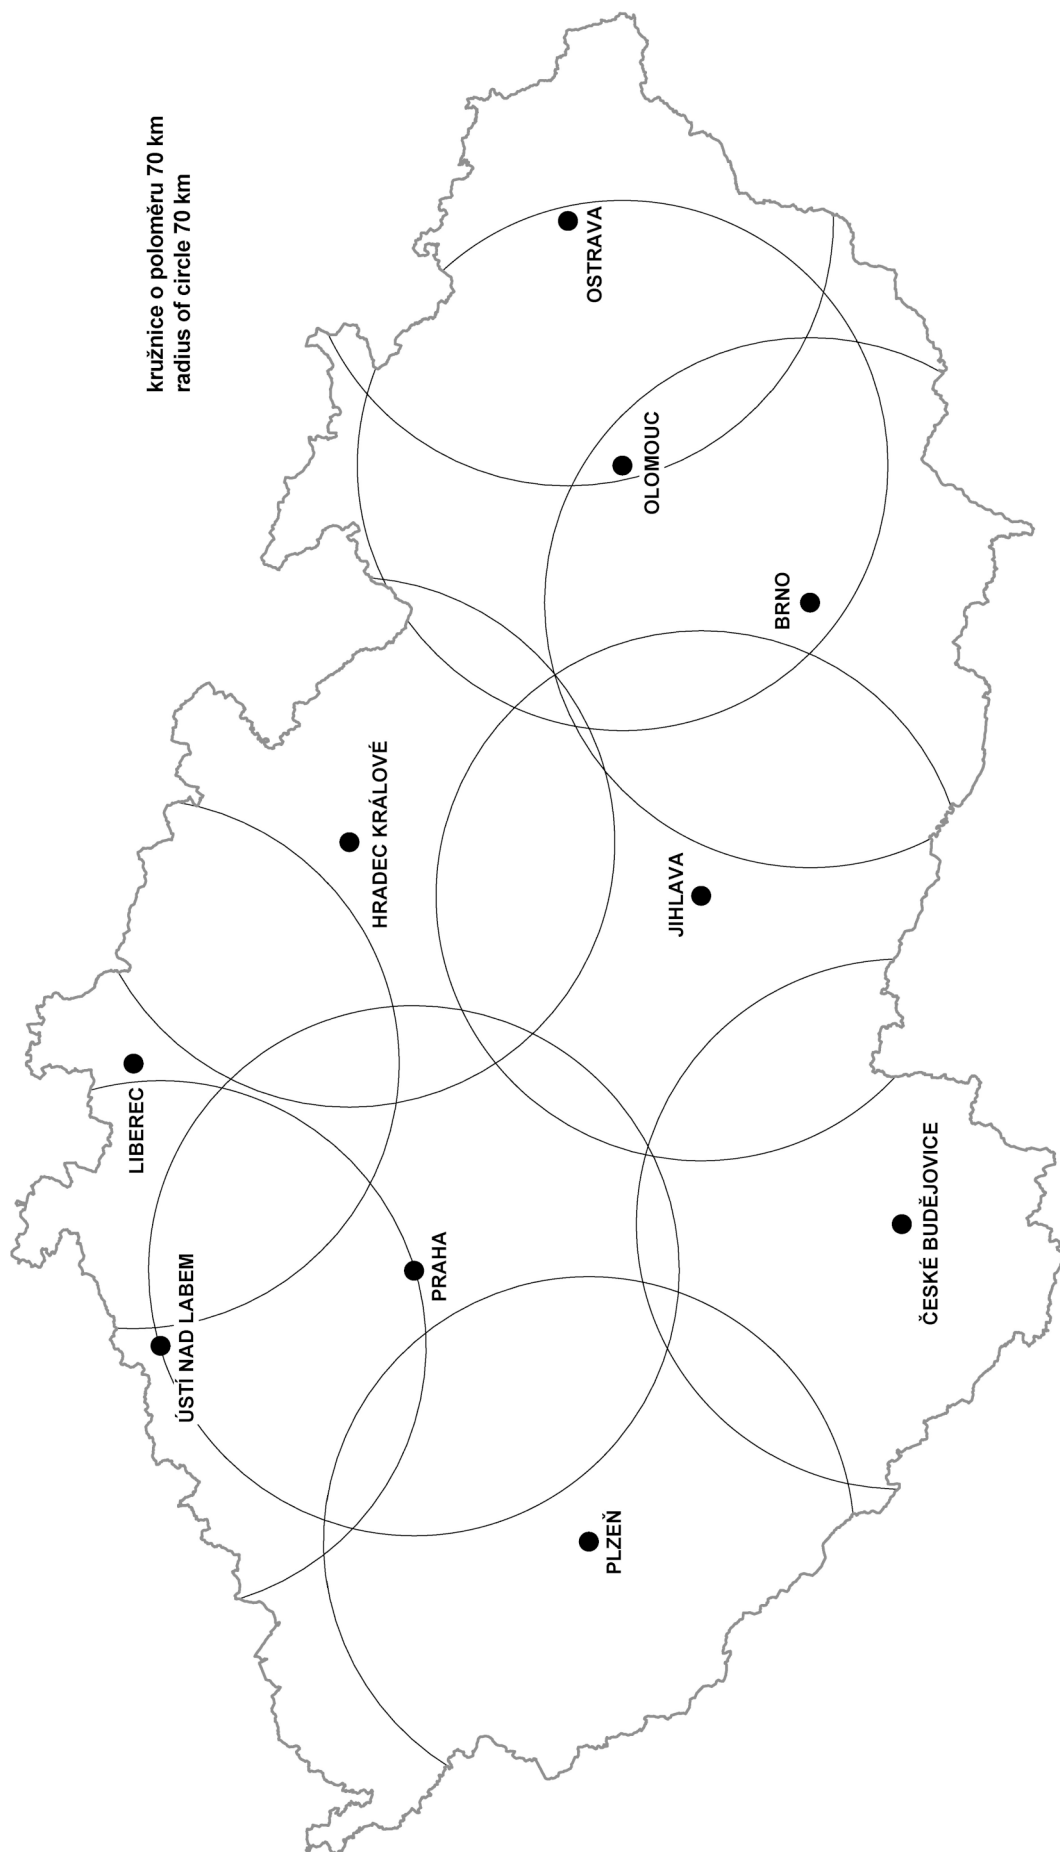 kružnice o poloměru 70 km
radius of circle 70 km
LIBEREC
ÚSTÍ NAD LABEM
HRADEC KRÁLOVÉ
PRAHA
OSTRAVA
PLZEŇ
OLOMOUC
JIHLAVA
BRNO
ČESKÉ BUDĚJOVICE